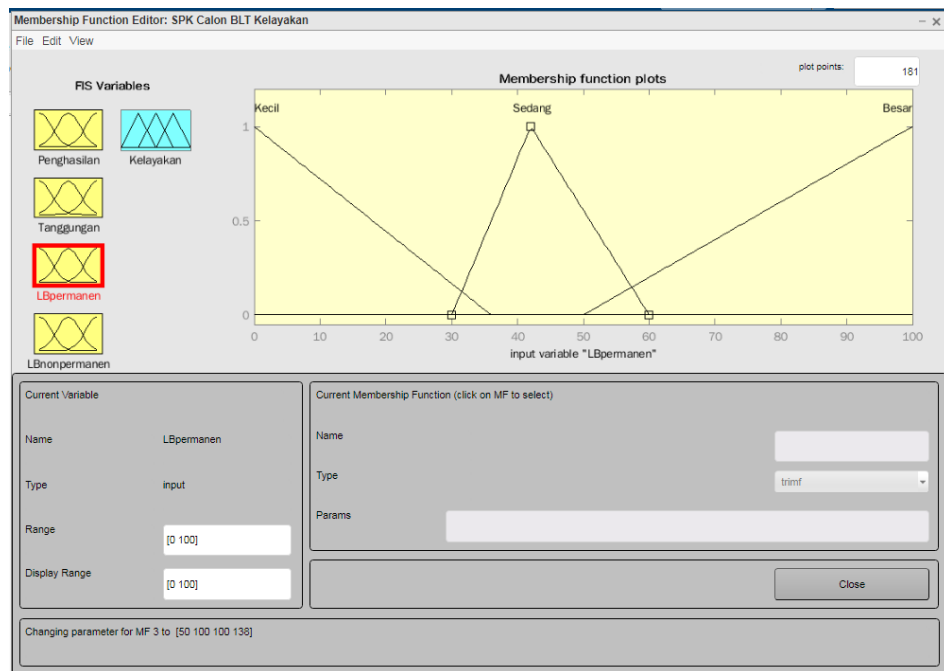 Membership Function Editor: SPK Calon BLT Kelayakan
File Edit View
FIS Variables
Penghasilan
Kelayakan
Tanggungan
LBpermanen
LBnonpermanen
plot points:
181
Membership function plots
Kecil
Sedang
Besar
1
0.5
0
0 10 20 30 40 50 60 70 80 90 100
input variable "LBpermanen"
Current Variable
Name LBpermanen
Type input
Range [0 100]
Display Range [0 100]
Current Membership Function (click on MF to select)
Name
Type trimf
Params
Close
Changing parameter for MF 3 to [50 100 100 138]